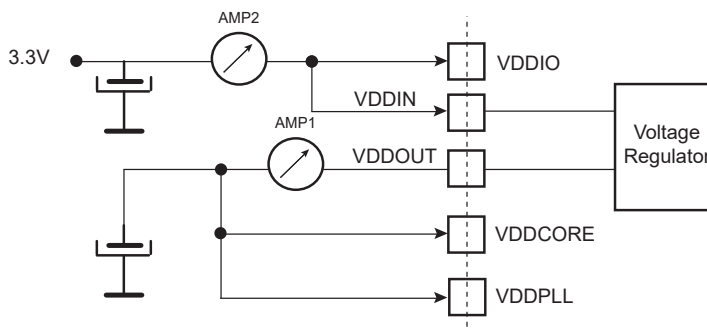 AMP2
3.3V
VDDIO
VDDIN
Voltage
Regulator
AMP1
VDDOUT
VDDCORE
VDDPLL